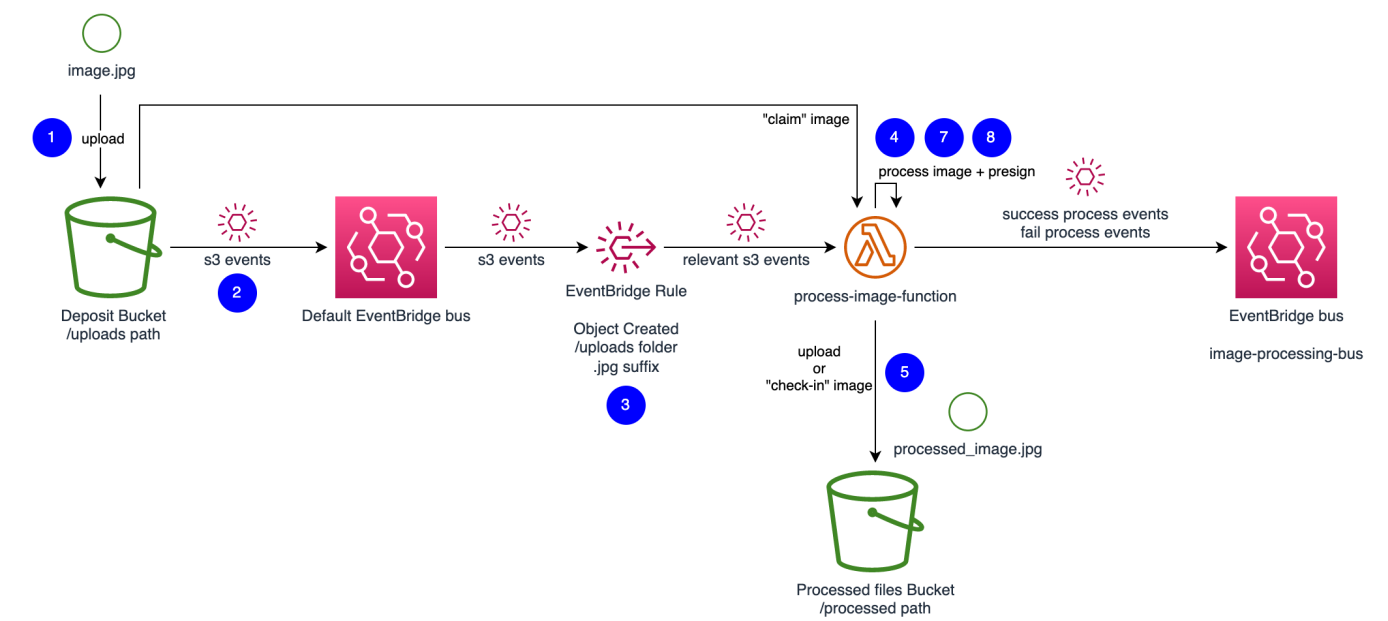 image.jpg
1
upload
"claim" image
4
7
8
process image + presign
success process events
fail process events
s3 events
2
s3 events
relevant s3 events
Deposit Bucket
/uploads path
Default EventBridge bus
EventBridge Rule
Object Created
/uploads folder
.jpg suffix
3
process-image-function
EventBridge bus
image-processing-bus
upload
or
"check-in" image
5
processed_image.jpg
Processed files Bucket
/processed path